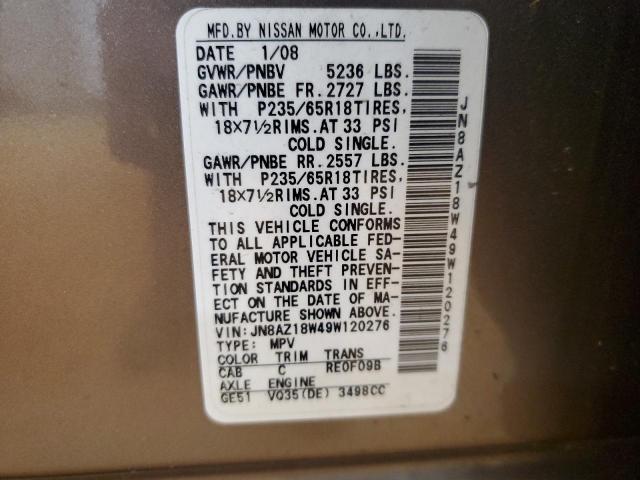 MFD.BY NISSAN MOTOR CO.,LTD.
DATE 1/08
GVWR/PNBV 5236 LBS.
GAWR/PNBE FR. 2727 LBS.
WITH P235/65R18TIRES,
18X7½RIMS.AT 33 PSI
COLD SINGLE.
GAWR/PNBE RR. 2557 LBS.
WITH P235/65R18TIRES,
18X7½RIMS.AT 33 PSI
COLD SINGLE.
THIS VEHICLE CONFORMS
TO ALL APPLICABLE FED-
ERAL MOTOR VEHICLE SA-
FETY AND THEFT PREVEN-
TION STANDARDS IN EFF-
ECT ON THE DATE OF MA-
NUFACTURE SHOWN ABOVE.
VIN:JN8AZ18W49W120276
TYPE: MPV
COLOR TRIM TRANS
CAB C RE0F09B
AXLE ENGINE
GE51 VQ35(DE) 3498CC
JN8AZ18W49W120276